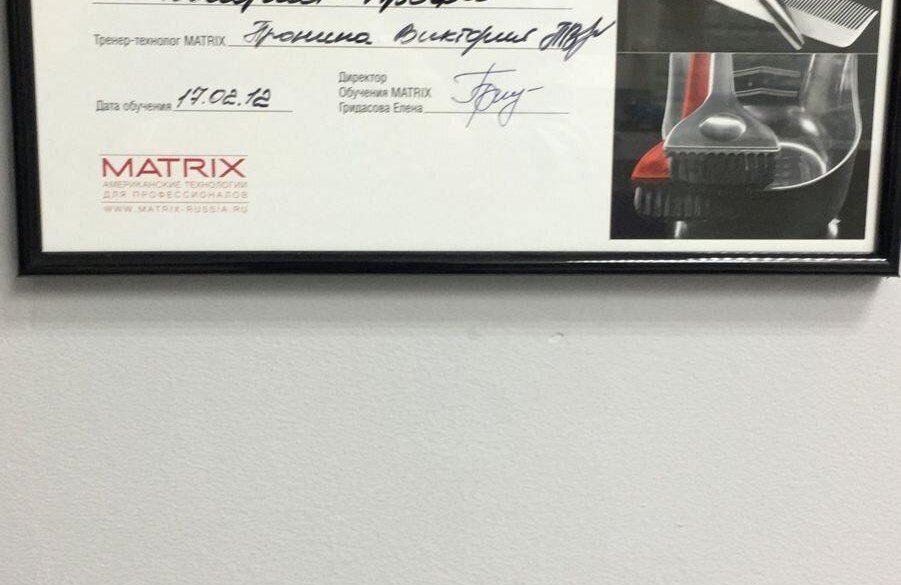 Тренер-технолог MATRIX Пронина Виктория
Дата обучения 17.02.12
Директор
Обучения MATRIX
Гридасова Елена
MATRIX
АМЕРИКАНСКИЕ ТЕХНОЛОГИИ
ДЛЯ ПРОФЕССИОНАЛОВ
WWW.MATRIX-RUSSIA.RU